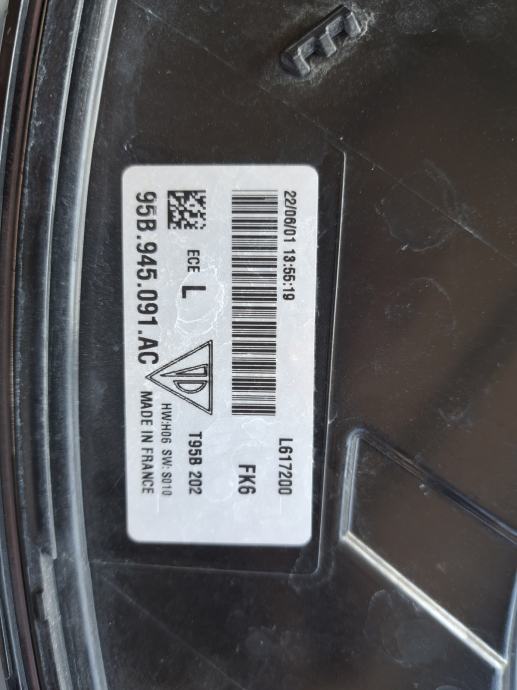 22/06/01 13:55:19
L617200
FK6
ECE L
T95B 202
HW:H06 SW: S010
95B.945.091.AC
MADE IN FRANCE